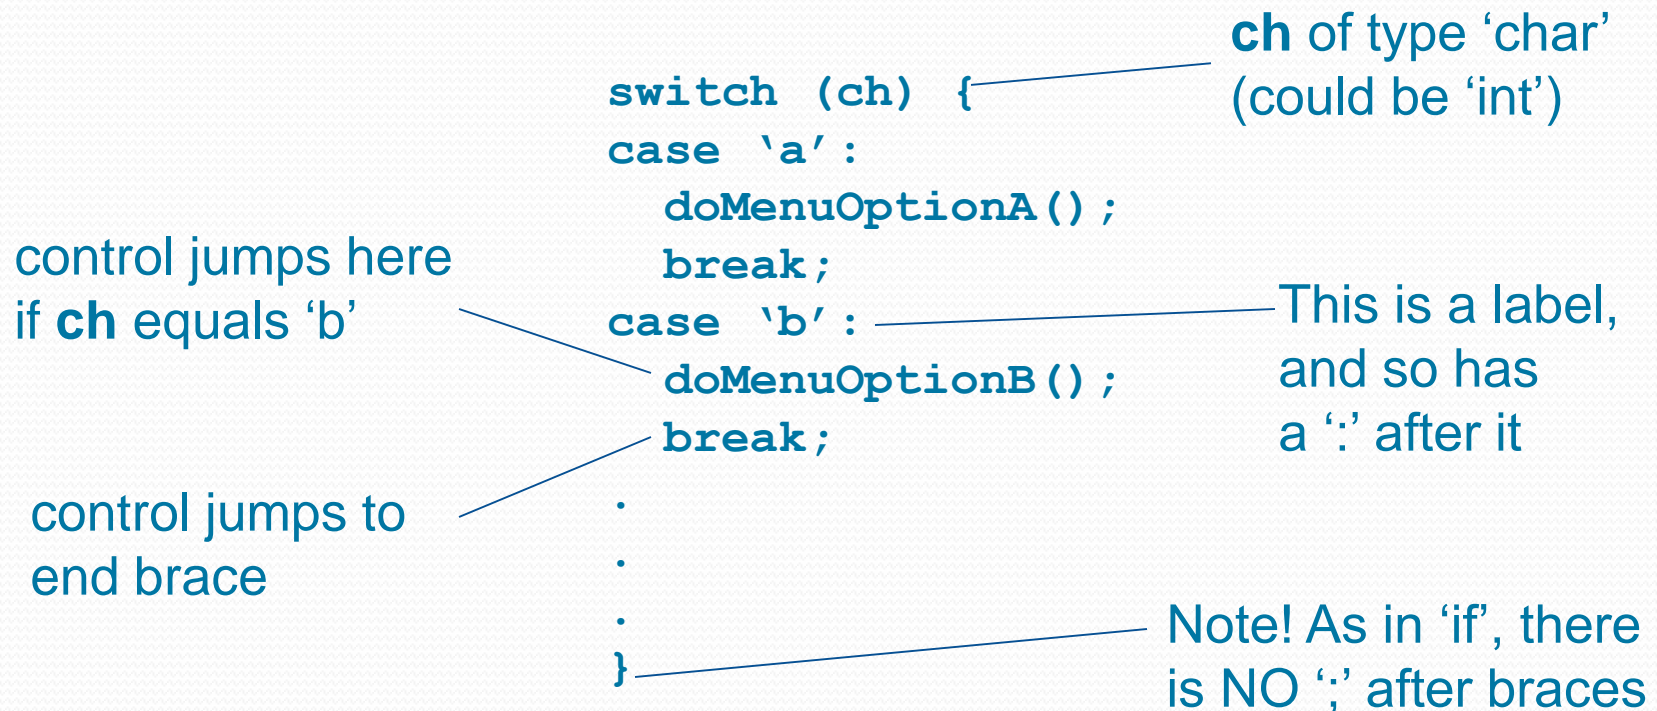 ch of type ‘char’
(could be ‘int’)
switch (ch) {
case ‘a’:
doMenuOptionA();
break;
case ‘b’:
doMenuOptionB();
break;
.
.
.
}
control jumps here
if ch equals ‘b’
This is a label,
and so has
a ‘:’ after it
control jumps to
end brace
Note! As in ‘if’, there
is NO ‘;’ after braces